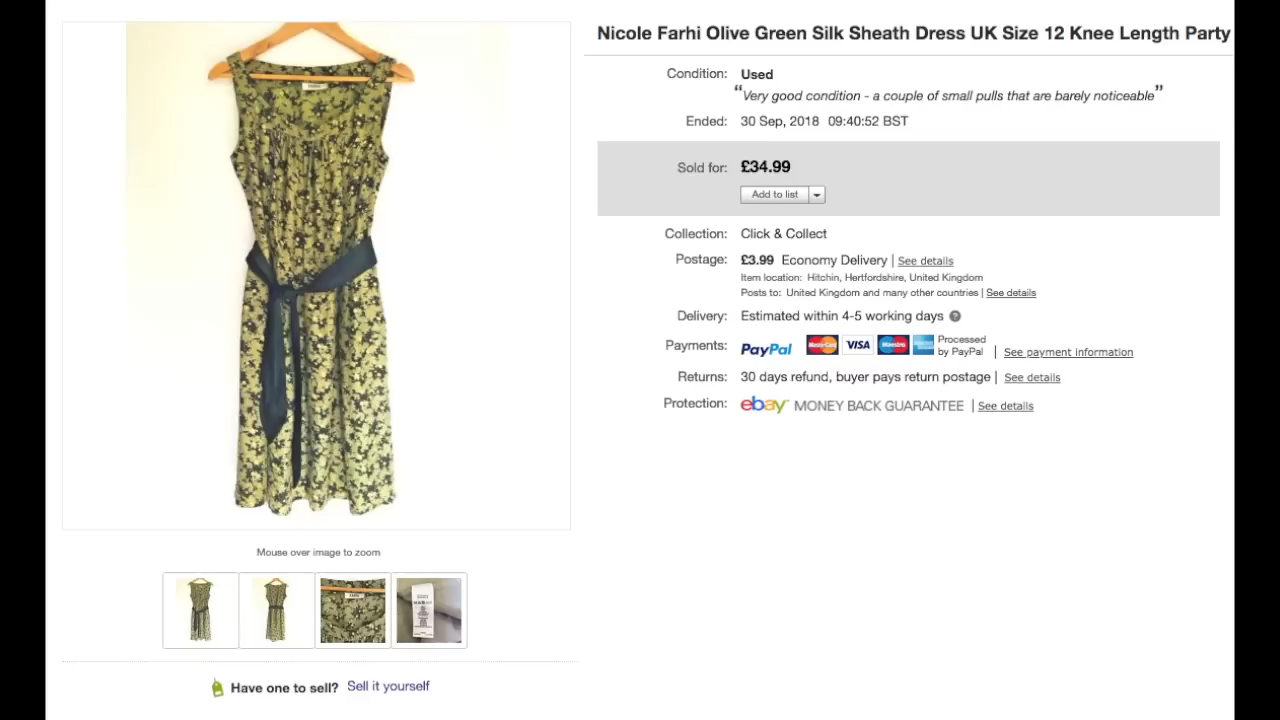 Nicole Farhi Olive Green Silk Sheath Dress UK Size 12 Knee Length Party
Condition: Used
“Very good condition - a couple of small pulls that are barely noticeable”
Ended: 30 Sep, 2018 09:40:52 BST
Sold for: £34.99
Add to list
Collection: Click & Collect
Postage: £3.99 Economy Delivery | See details
Item location: Hitchin, Hertfordshire, United Kingdom
Posts to: United Kingdom and many other countries | See details
Delivery: Estimated within 4-5 working days ?
Payments: PayPal MasterCard VISA Maestro Processed
by PayPal | See payment information
Returns: 30 days refund, buyer pays return postage | See details
Protection: ebay MONEY BACK GUARANTEE | See details
Mouse over image to zoom
Have one to sell? Sell it yourself